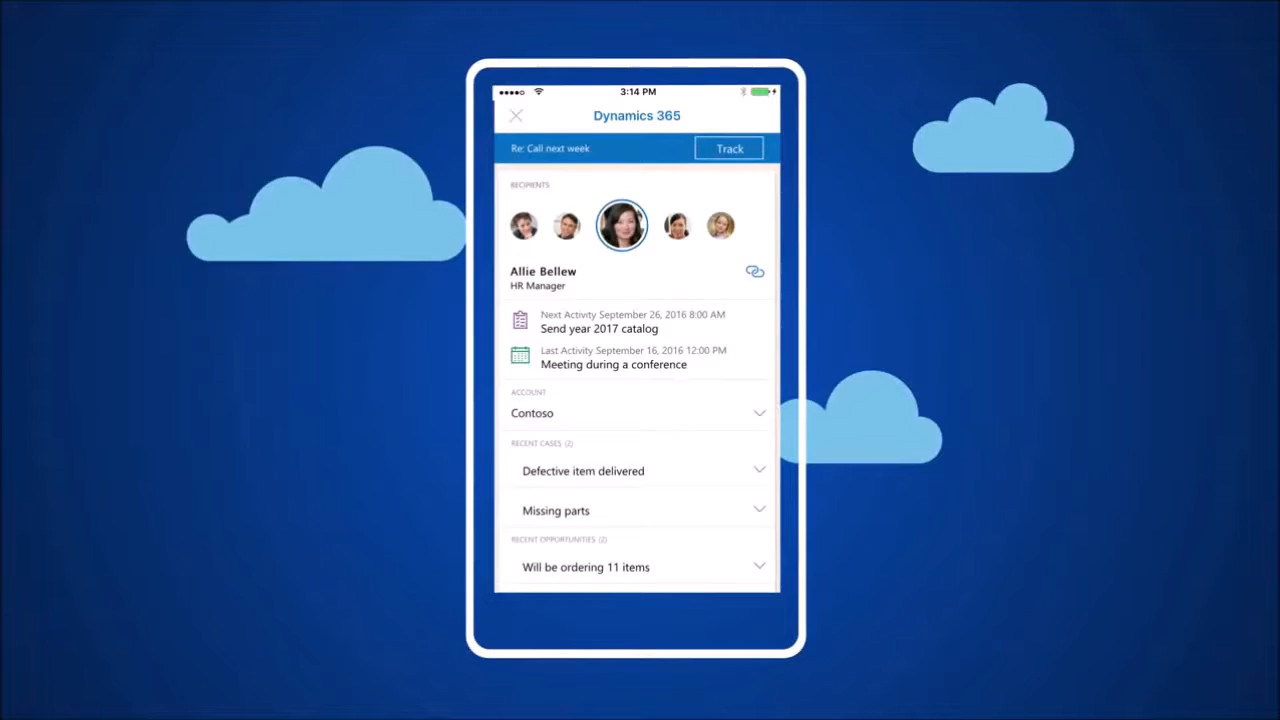 3:14 PM
Dynamics 365
Re: Call next week
Track
RECIPIENTS
Allie Bellew
HR Manager
Next Activity September 26, 2016 8:00 AM
Send year 2017 catalog
Last Activity September 16, 2016 12:00 PM
Meeting during a conference
ACCOUNT
Contoso
RECENT CASES (2)
Defective item delivered
Missing parts
RECENT OPPORTUNITIES (2)
Will be ordering 11 items